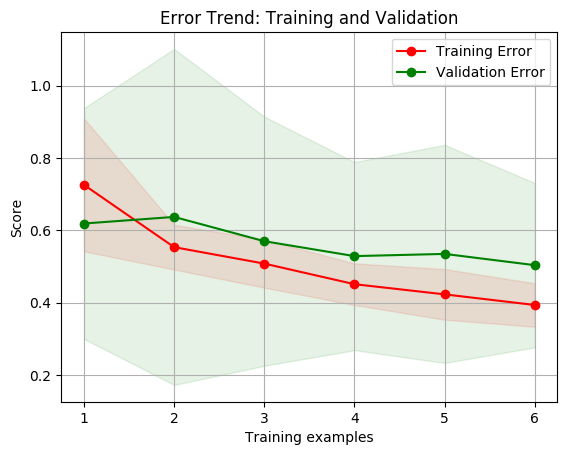 Error Trend: Training and Validation
Training Error
Validation Error
Score
1.0
0.8
0.6
0.4
0.2
1 2 3 4 5 6
Training examples